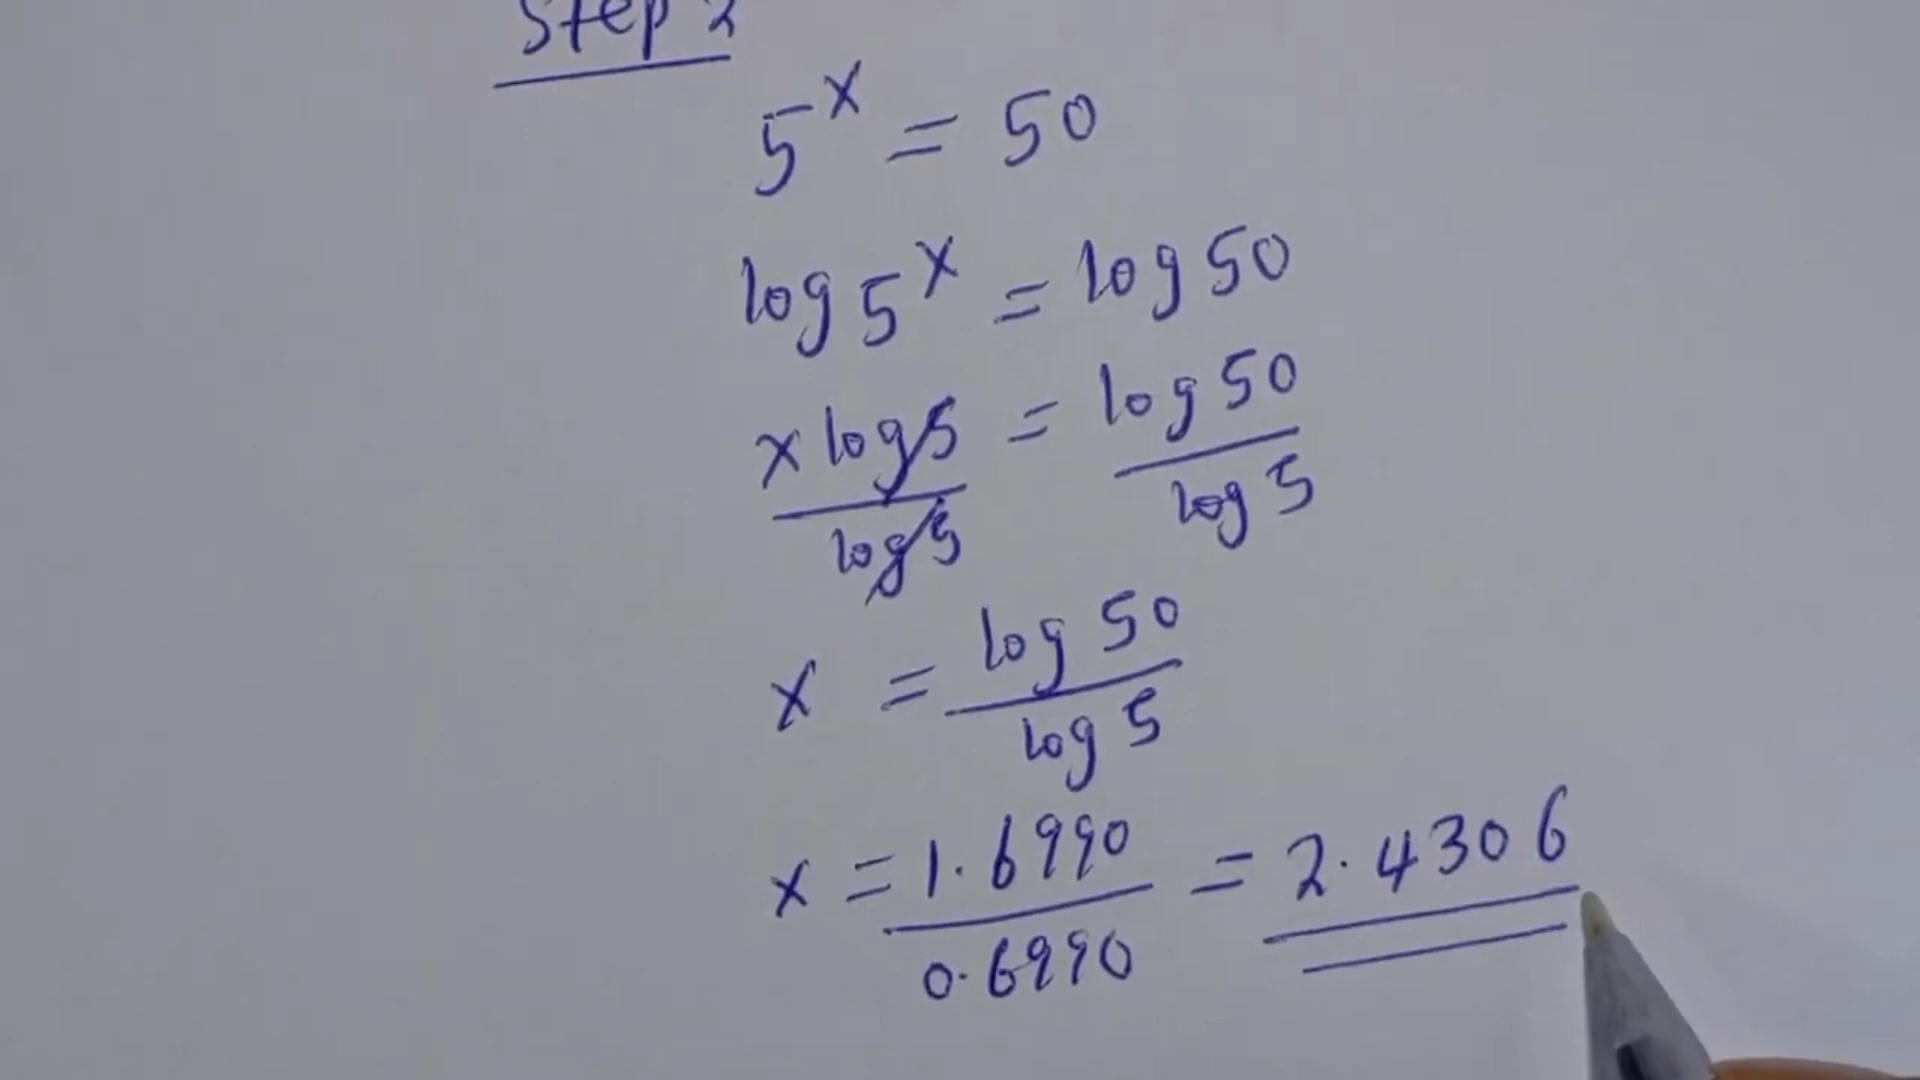 Step 2
5^x = 50
log 5^x = log 50
x log 5 / log 5 = log 50 / log 5
x = log 50 / log 5
x = 1.6990 / 0.6990 = 2.4306